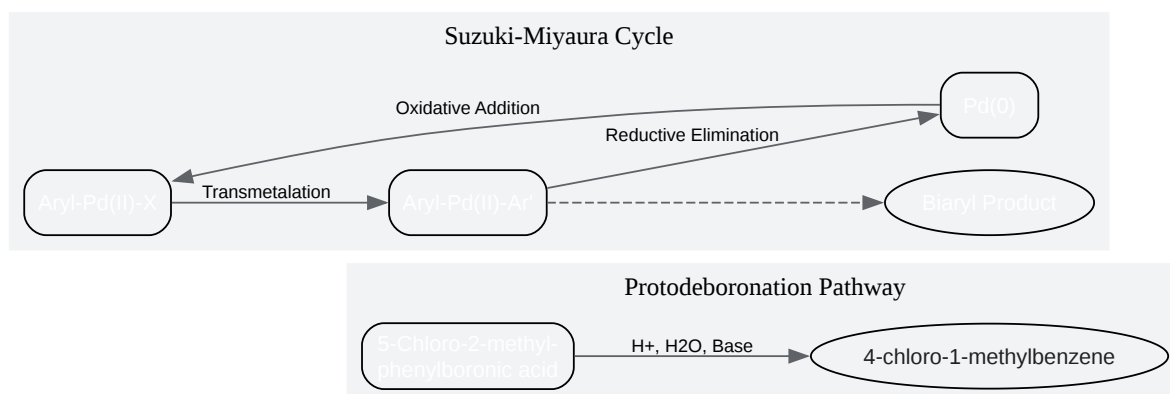 Suzuki-Miyaura Cycle
Oxidative Addition
Pd(0)
Reductive Elimination
Aryl-Pd(II)-X
Transmetalation
Aryl-Pd(II)-Ar'
Biaryl Product
Protodeboronation Pathway
5-Chloro-2-methyl-
phenylboronic acid
H+, H2O, Base
4-chloro-1-methylbenzene